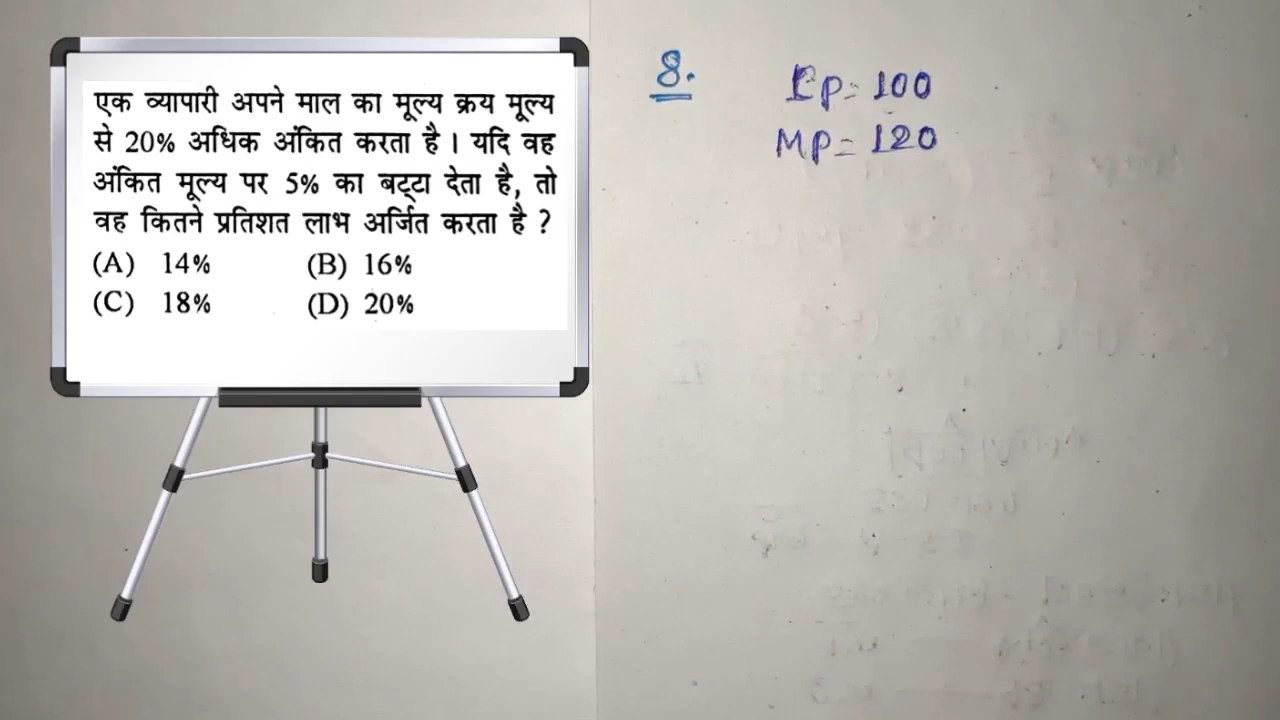 एक व्यापारी अपने माल का मूल्य क्रय मूल्य
से 20% अधिक अंकित करता है। यदि वह
अंकित मूल्य पर 5% का बट्टा देता है, तो
वह कितने प्रतिशत लाभ अर्जित करता है ?
(A) 14% (B) 16%
(C) 18% (D) 20%
8.
CP= 100
MP= 120